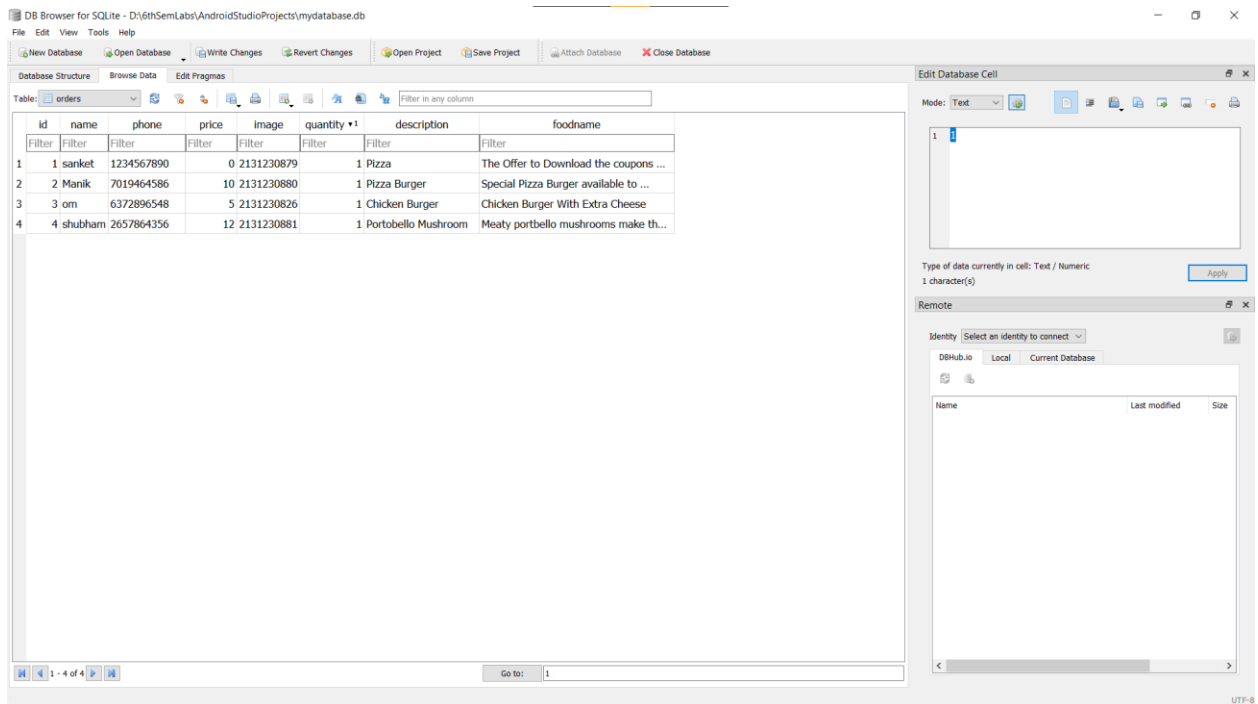 DB Browser for SQLite - D:\6thSemLabs\AndroidStudioProjects\mydatabase.db
File Edit View Tools Help
New Database Open Database Write Changes Revert Changes Open Project Save Project Attach Database Close Database
Database Structure Browse Data Edit Pragmas
Table: orders Filter in any column
id name phone price image quantity ▼1 description foodname
Filter Filter Filter Filter Filter Filter Filter Filter
1 1 sanket 1234567890 0 2131230879 1 Pizza The Offer to Download the coupons ...
2 2 Manik 7019464586 10 2131230880 1 Pizza Burger Special Pizza Burger available to ...
3 3 om 6372896548 5 2131230826 1 Chicken Burger Chicken Burger With Extra Cheese
4 4 shubham 2657864356 12 2131230881 1 Portobello Mushroom Meaty portbello mushrooms make th...
1 - 4 of 4 Go to: 1
Edit Database Cell
Mode: Text
1 1
Type of data currently in cell: Text / Numeric
1 character(s)
Apply
Remote
Identity Select an identity to connect
DBHub.io Local Current Database
Name Last modified Size
UTF-8